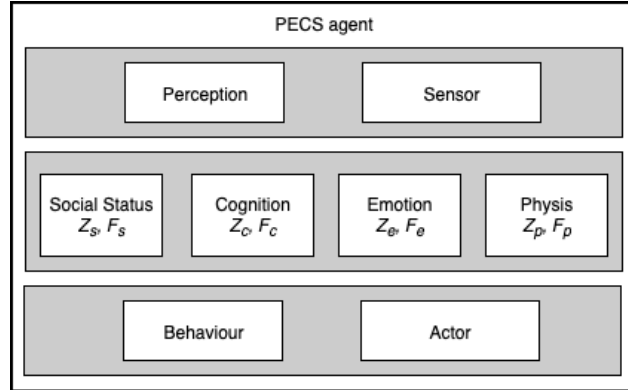 PECS agent
Perception
Sensor
Social Status
Zs, Fs
Cognition
Zc, Fc
Emotion
Ze, Fe
Physis
Zp, Fp
Behaviour
Actor